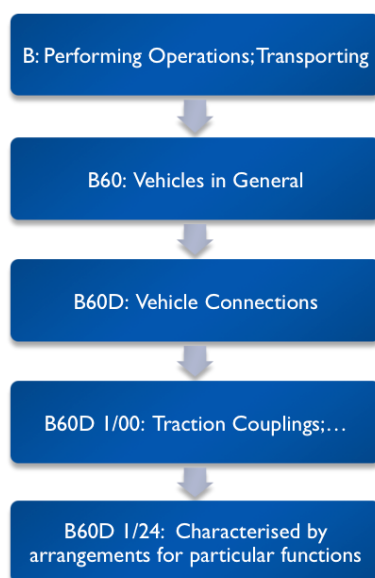 B: Performing Operations; Transporting
B60: Vehicles in General
B60D: Vehicle Connections
B60D 1/00: Traction Couplings;…
B60D 1/24: Characterised by
arrangements for particular functions